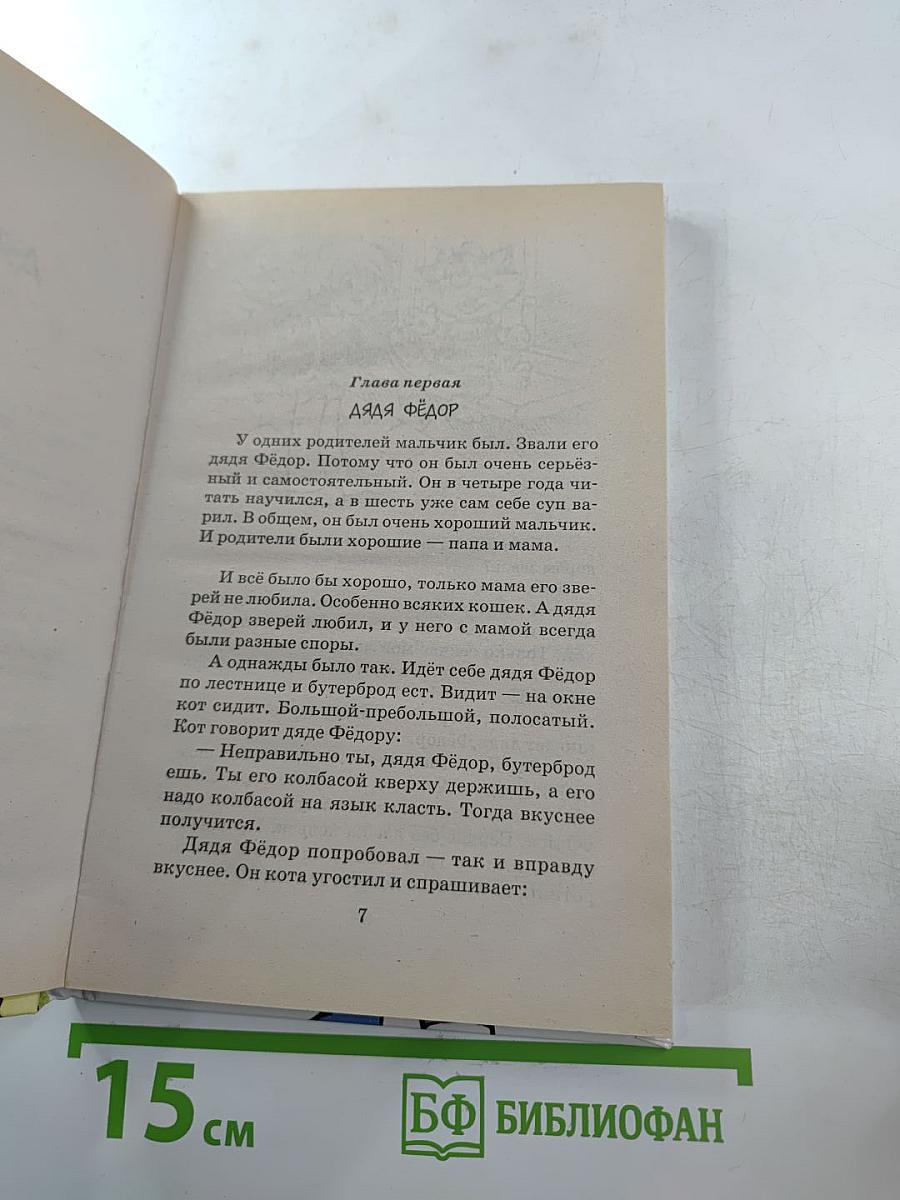 Глава первая
ДЯДЯ ФЁДОР
У одних родителей мальчик был. Звали его
дядя Фёдор. Потому что он был очень серьёз-
ный и самостоятельный. Он в четыре года чи-
тать научился, а в шесть уже сам себе суп ва-
рил. В общем, он был очень хороший мальчик.
И родители были хорошие — папа и мама.
И всё было бы хорошо, только мама его зве-
рей не любила. Особенно всяких кошек. А дядя
Фёдор зверей любил, и у него с мамой всегда
были разные споры.
А однажды было так. Идёт себе дядя Фёдор
по лестнице и бутерброд ест. Видит — на окне
кот сидит. Большой-пребольшой, полосатый.
Кот говорит дяде Фёдору:
— Неправильно ты, дядя Фёдор, бутерброд
ешь. Ты его колбасой кверху держишь, а его
надо колбасой на язык класть. Тогда вкуснее
получится.
Дядя Фёдор попробовал — так и вправду
вкуснее. Он кота угостил и спрашивает:
7
15 см
БФ БИБЛИОФАН